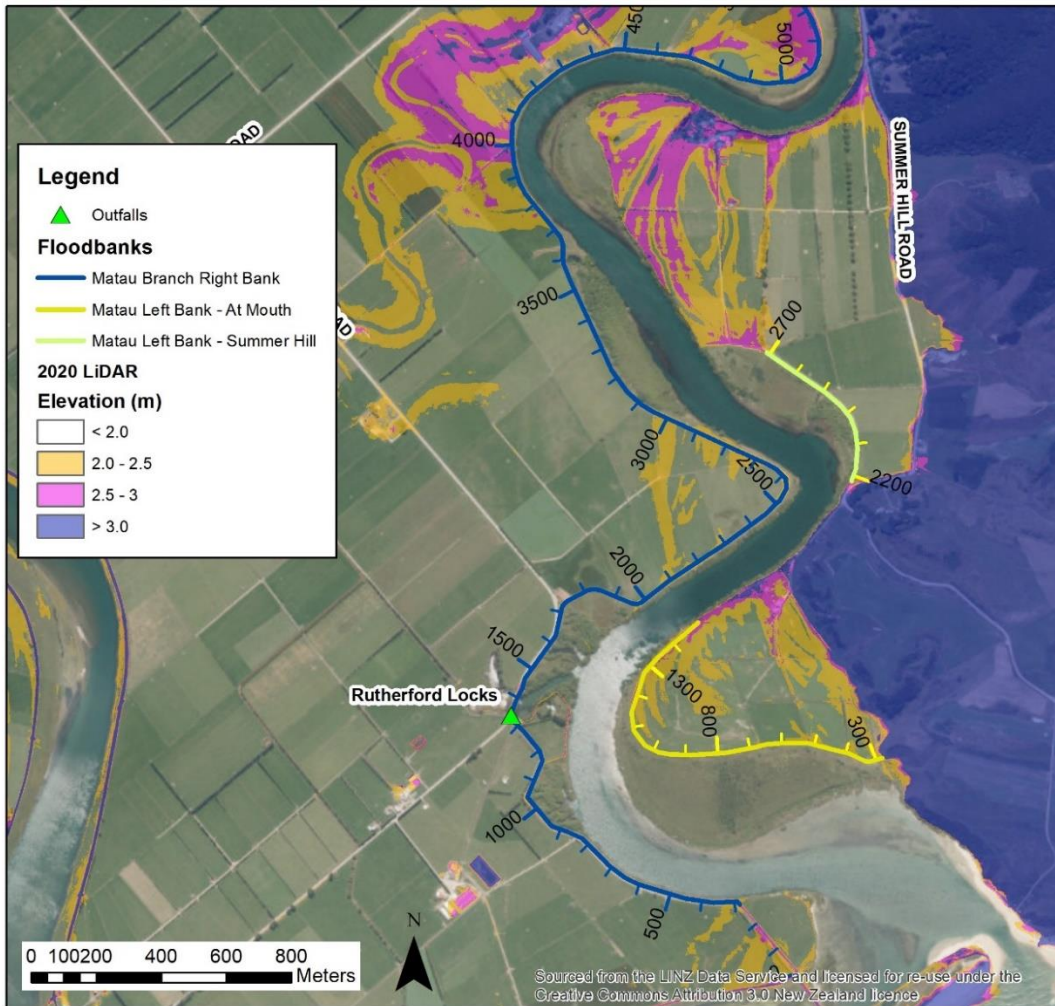 450
5000
4000
SUMMER HILL ROAD
ROAD
Legend
Outfalls
Floodbanks
Matau Branch Right Bank
Matau Left Bank - At Mouth
Matau Left Bank - Summer Hill
2020 LiDAR
Elevation (m)
< 2.0
2.0 - 2.5
2.5 - 3
> 3.0
3500
AD
2700
3000
2500
2200
2000
1500
1300
Rutherford Locks
800
300
1000
500
N
0 100 200 400 600 800
Meters
Sourced from the LINZ Data Service and licensed for re-use under the
Creative Commons Attribution 3.0 New Zealand licence